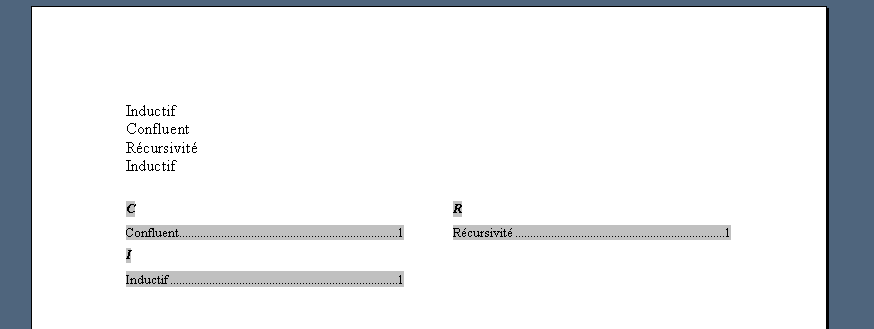 Inductif
Confluent
Récursivité
Inductif
C
Confluent..........................................................................1
I
Inductif.............................................................................1
R
Récursivité......................................................................1